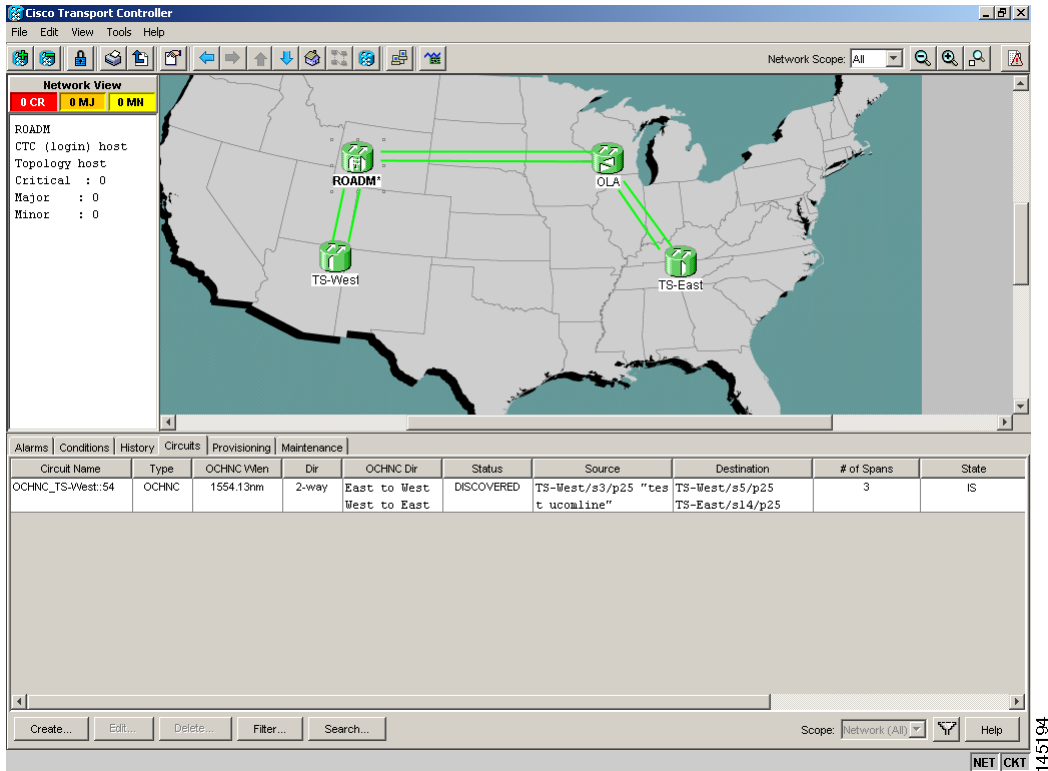 Cisco Transport Controller
File Edit View Tools Help
Network Scope: All
Network View
0 CR 0 MJ 0 MN
ROADM
CTC (login) host
Topology host
Critical : 0
Major : 0
Minor : 0
ROADM*
OLA
TS-West
TS-East
Alarms Conditions History Circuits Provisioning Maintenance
Circuit Name Type OCHNC Wlen Dir OCHNC Dir Status Source Destination # of Spans State
OCHNC_TS-West::54 OCHNC 1554.13nm 2-way East to West DISCOVERED TS-West/s3/p25 "tes TS-West/s5/p25 3 IS
West to East t ucomline" TS-East/s14/p25
Create... Edit... Delete... Filter... Search... Scope: Network (All) Help
NET CKT
145194